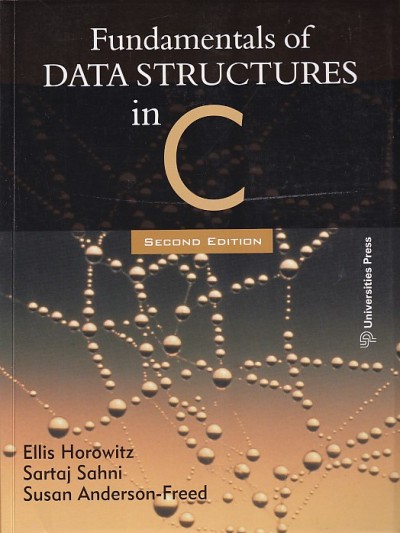 Fundamentals of
DATA STRUCTURES
in
C
SECOND EDITION
Universities Press
Ellis Horowitz
Sartaj Sahni
Susan Anderson-Freed